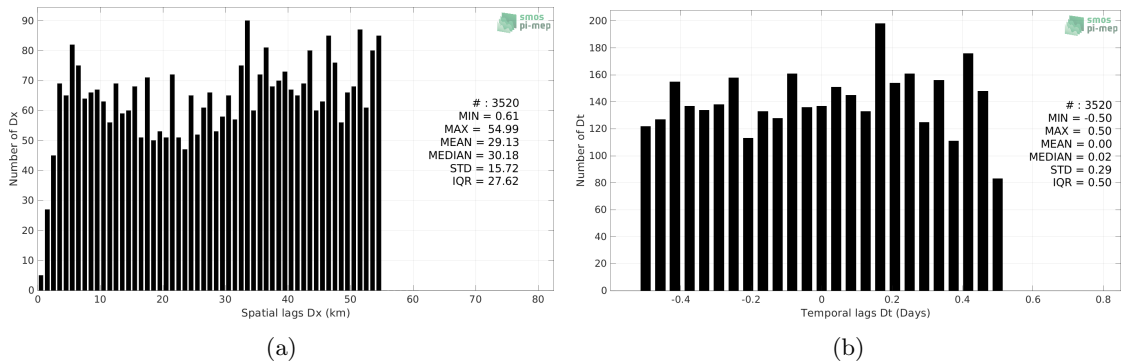 90
80
70
60
50
40
30
20
10
0
Number of Dx
0 10 20 30 40 50 60 70 80
Spatial lags Dx (km)
smos
pi-mep
# : 3520
MIN = 0.61
MAX = 54.99
MEAN = 29.13
MEDIAN = 30.18
STD = 15.72
IQR = 27.62
(a)
200
180
160
140
120
100
80
60
40
20
0
Number of Dt
-0.4 -0.2 0 0.2 0.4 0.6 0.8
Temporal lags Dt (Days)
smos
pi-mep
# : 3520
MIN = -0.50
MAX = 0.50
MEAN = 0.00
MEDIAN = 0.02
STD = 0.29
IQR = 0.50
(b)